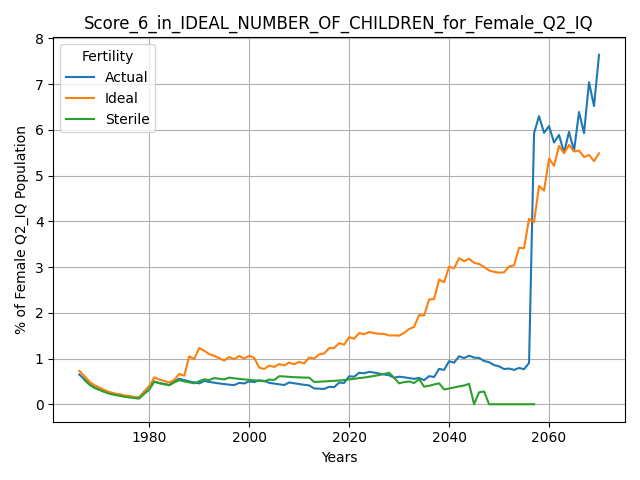 Score_6_in_IDEAL_NUMBER_OF_CHILDREN_for_Female_Q2_IQ
Fertility
Actual
Ideal
Sterile
% of Female Q2_IQ Population
8
7
6
5
4
3
2
1
0
1980 2000 2020 2040 2060
Years